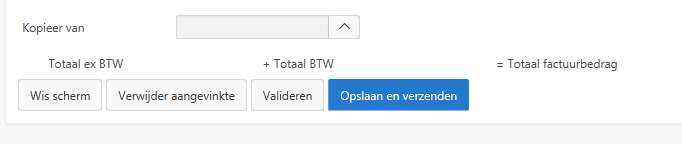 Kopieer van
Totaal ex BTW + Totaal BTW = Totaal factuurbedrag
Wis scherm Verwijder aangevinkte Valideren Opslaan en verzenden